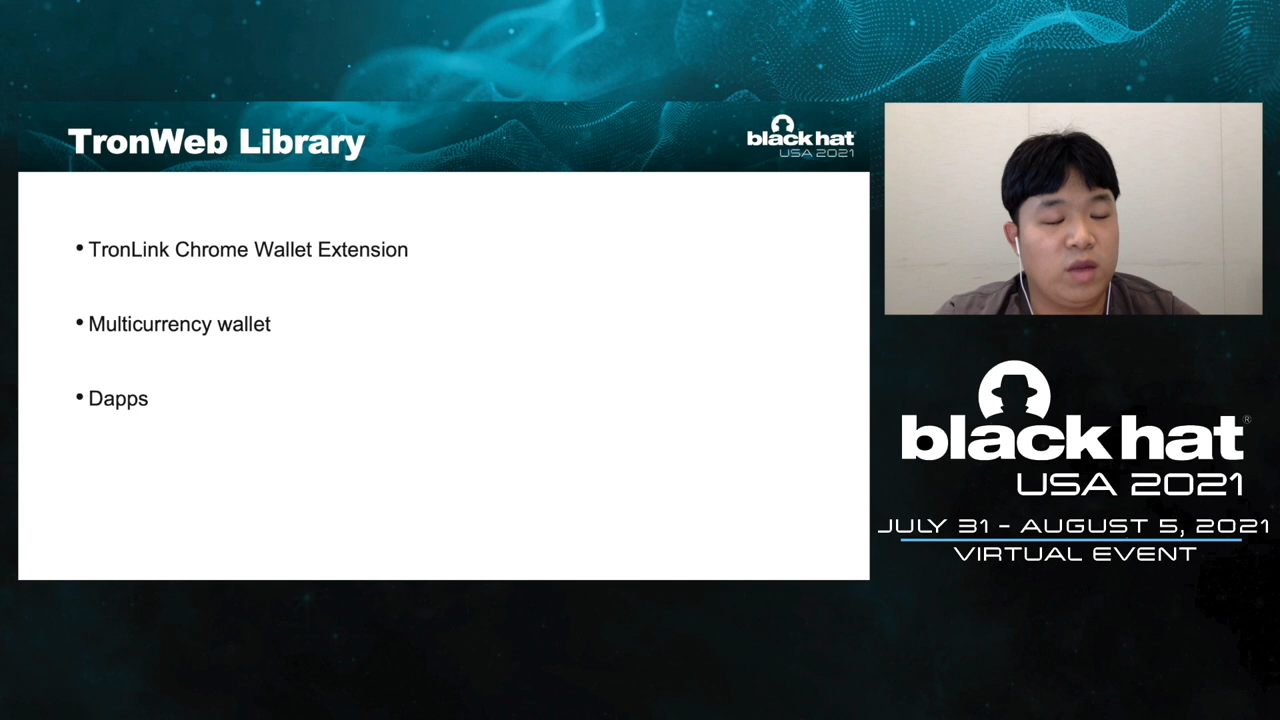 TronWeb Library
black hat
USA 2021
• TronLink Chrome Wallet Extension
• Multicurrency wallet
• Dapps
black hat®
USA 2021
JULY 31 - AUGUST 5, 2021
VIRTUAL EVENT